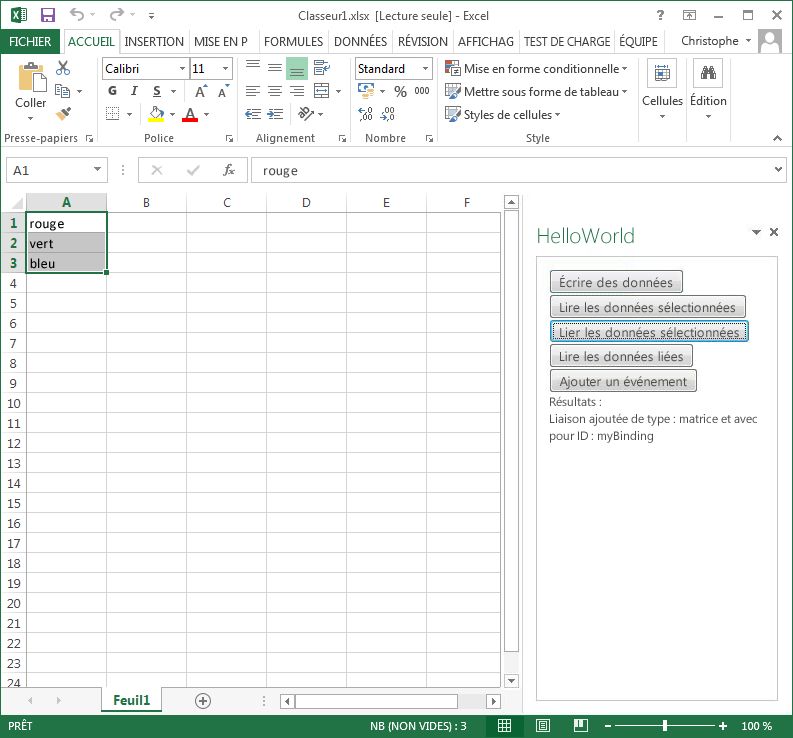 Classeur1.xlsx [Lecture seule] - Excel
FICHIER ACCUEIL INSERTION MISE EN P FORMULES DONNÉES RÉVISION AFFICHAG TEST DE CHARGE ÉQUIPE Christophe
Coller
Calibri 11
G I S A A
A
Standard
% 000
Mise en forme conditionnelle
Mettre sous forme de tableau
Styles de cellules
Cellules
Édition
Presse-papiers Police Alignement Nombre Style
A1 fx rouge
A B C D E F
1 rouge
2 vert
3 bleu
4
5
6
7
8
9
10
11
12
13
14
15
16
17
18
19
20
21
22
23
24
HelloWorld
Écrire des données
Lire les données sélectionnées
Lier les données sélectionnées
Lire les données liées
Ajouter un événement
Résultats :
Liaison ajoutée de type : matrice et avec
pour ID : myBinding
Feuil1
PRÊT NB (NON VIDES) : 3 100 %